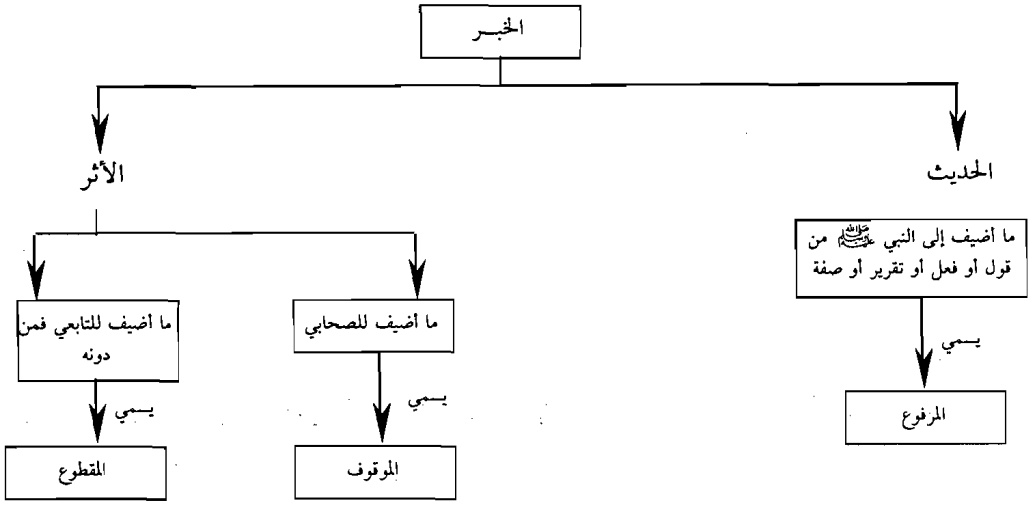 الخبر
الحديث
الأثر
ما أضيف إلى النبي ﷺ من
قول أو فعل أو تقرير أو صفة
ما أضيف للصحابي
ما أضيف للتابعي فمن
دونه
يسمي
يسمي
يسمي
المرفوع
الموقوف
المقطوع